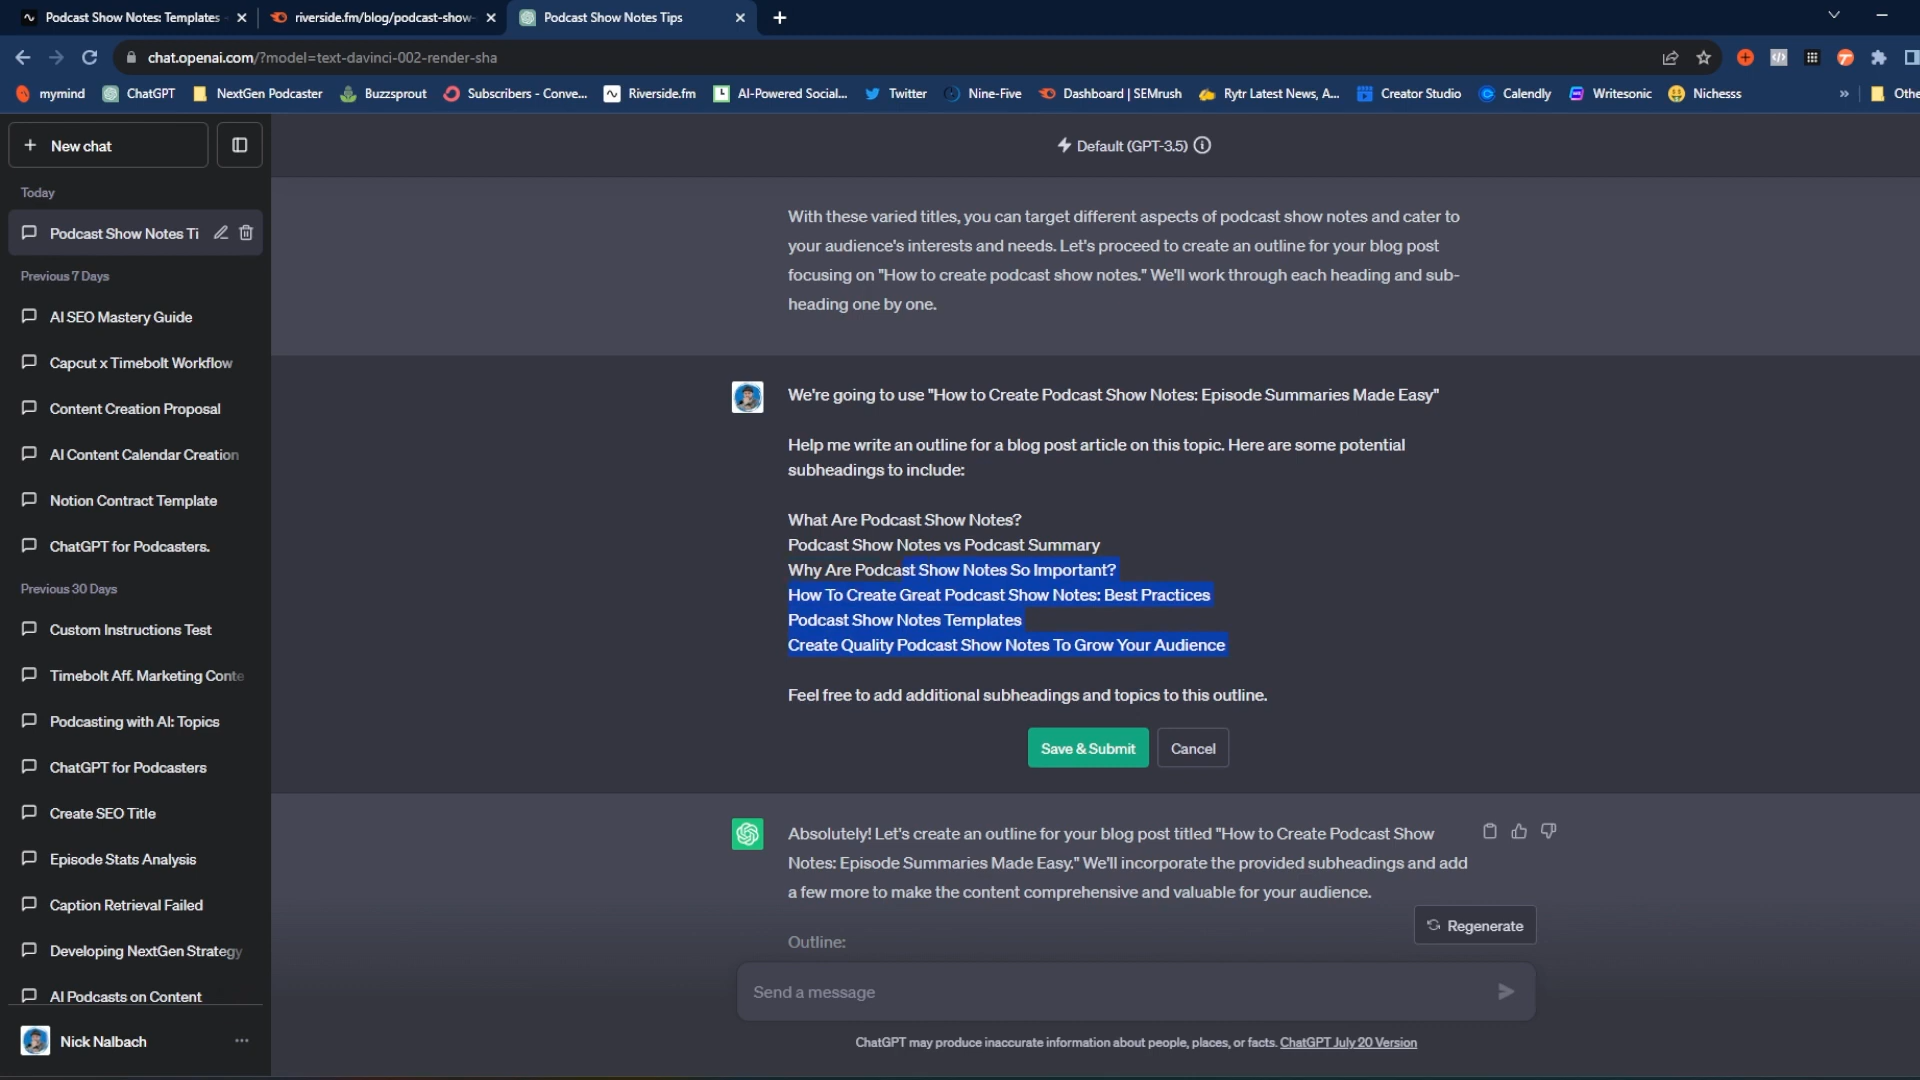 Podcast Show Notes: Templates
riverside.fm/blog/podcast-show-
Podcast Show Notes Tips
chat.openai.com/?model=text-davinci-002-render-sha
mymind
ChatGPT
NextGen Podcaster
Buzzsprout
Subscribers - Conve...
Riverside.fm
AI-Powered Social...
Twitter
Nine-Five
Dashboard | SEMrush
Rytr Latest News, A...
Creator Studio
Calendly
Writesonic
Nichesss
»
Othe
+ New chat
Default (GPT-3.5)
Today
Podcast Show Notes Ti
Previous 7 Days
AI SEO Mastery Guide
Capcut x Timebolt Workflow
Content Creation Proposal
AI Content Calendar Creation
Notion Contract Template
ChatGPT for Podcasters.
Previous 30 Days
Custom Instructions Test
Timebolt Aff. Marketing Conte
Podcasting with AI: Topics
ChatGPT for Podcasters
Create SEO Title
Episode Stats Analysis
Caption Retrieval Failed
Developing NextGen Strategy
AI Podcasts on Content
Nick Nalbach
With these varied titles, you can target different aspects of podcast show notes and cater to
your audience's interests and needs. Let's proceed to create an outline for your blog post
focusing on "How to create podcast show notes." We'll work through each heading and sub-
heading one by one.
We're going to use "How to Create Podcast Show Notes: Episode Summaries Made Easy"
Help me write an outline for a blog post article on this topic. Here are some potential
subheadings to include:
What Are Podcast Show Notes?
Podcast Show Notes vs Podcast Summary
Why Are Podcast Show Notes So Important?
How To Create Great Podcast Show Notes: Best Practices
Podcast Show Notes Templates
Create Quality Podcast Show Notes To Grow Your Audience
Feel free to add additional subheadings and topics to this outline.
Save & Submit
Cancel
Absolutely! Let's create an outline for your blog post titled "How to Create Podcast Show
Notes: Episode Summaries Made Easy." We'll incorporate the provided subheadings and add
a few more to make the content comprehensive and valuable for your audience.
Regenerate
Outline:
Send a message
ChatGPT may produce inaccurate information about people, places, or facts. ChatGPT July 20 Version